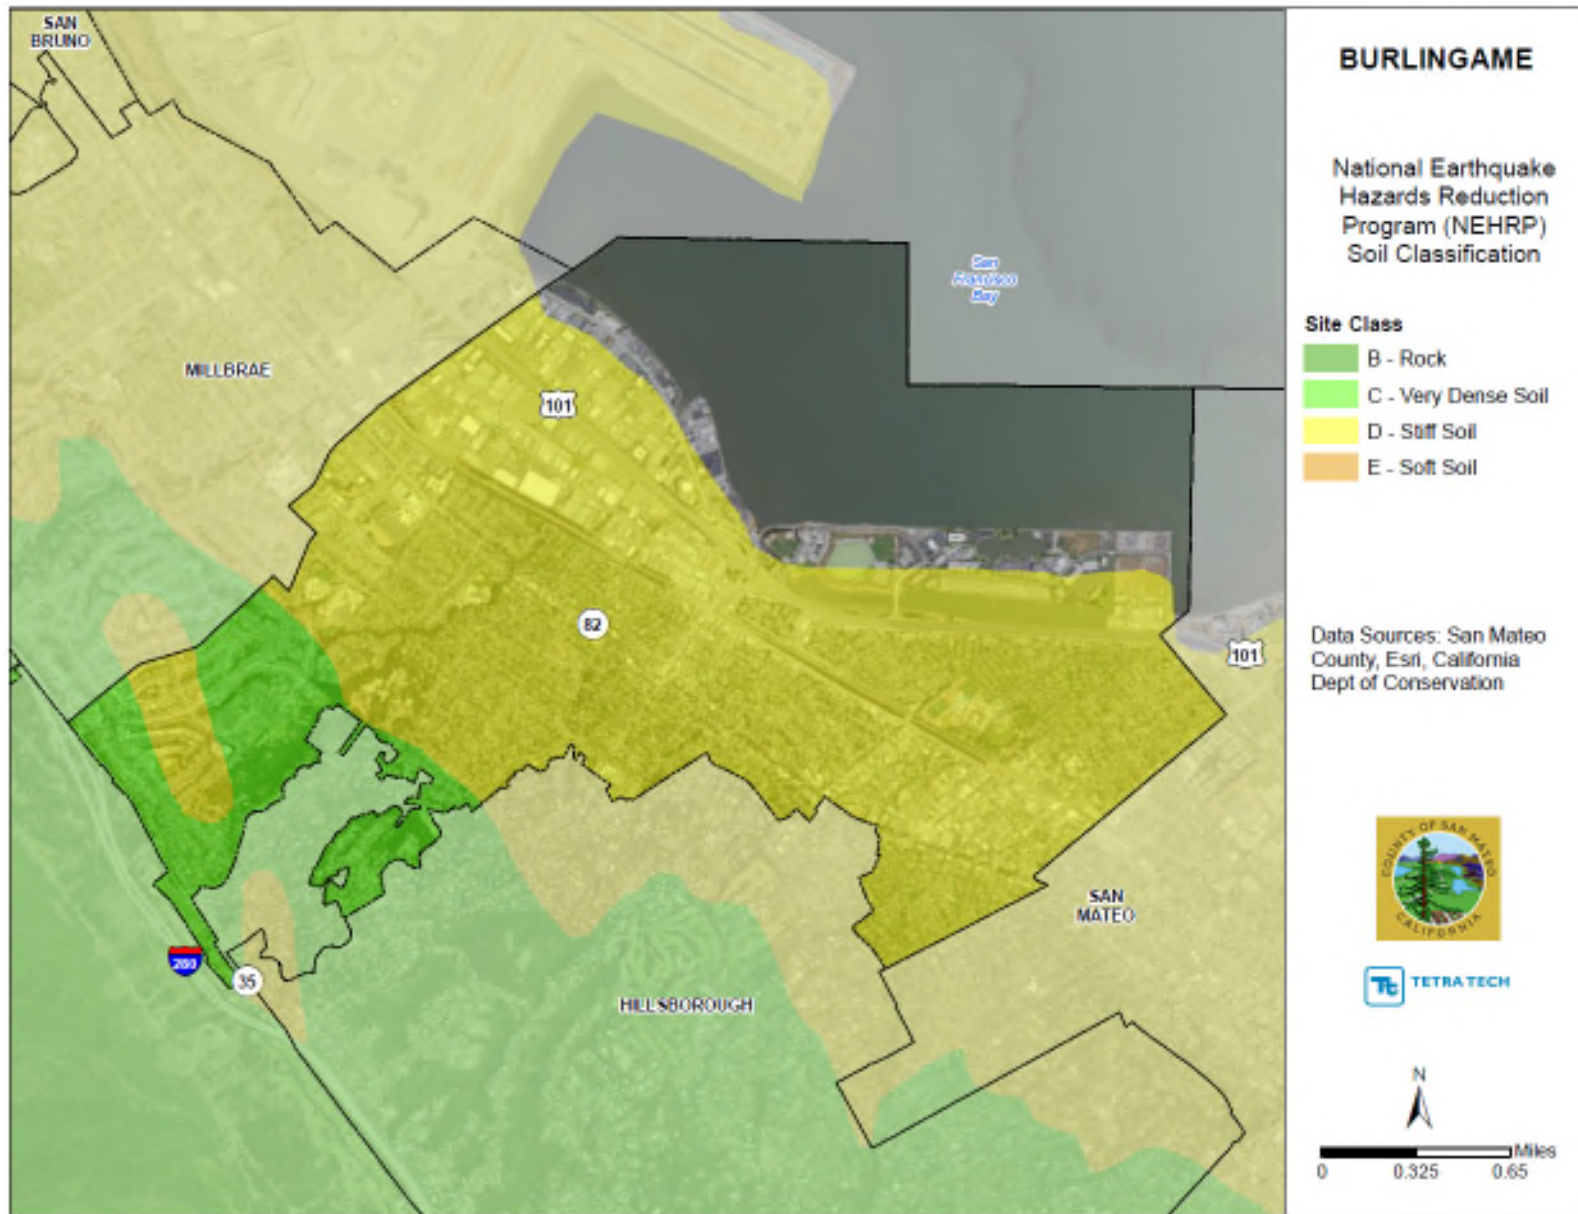 SAN
BRUNO
MILLBRAE
101
San
Francisco
Bay
82
101
SAN
MATEO
280
35
HILLSBOROUGH
BURLINGAME
National Earthquake
Hazards Reduction
Program (NEHRP)
Soil Classification
Site Class
B - Rock
C - Very Dense Soil
D - Stiff Soil
E - Soft Soil
Data Sources: San Mateo
County, Esri, California
Dept of Conservation
COUNTY OF SAN MATEO
CALIFORNIA
Tt TETRA TECH
N
Miles
0 0.325 0.65